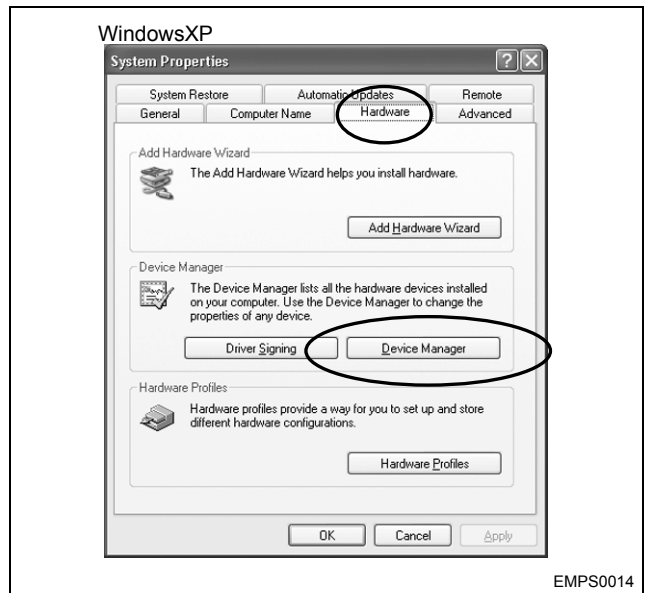 WindowsXP
System Properties
System Restore Automatic Updates Remote
General Computer Name Hardware Advanced
Add Hardware Wizard
The Add Hardware Wizard helps you install hardware.
Add Hardware Wizard
Device Manager
The Device Manager lists all the hardware devices installed
on your computer. Use the Device Manager to change the
properties of any device.
Driver Signing Device Manager
Hardware Profiles
Hardware profiles provide a way for you to set up and store
different hardware configurations.
Hardware Profiles
OK Cancel Apply
EMPS0014